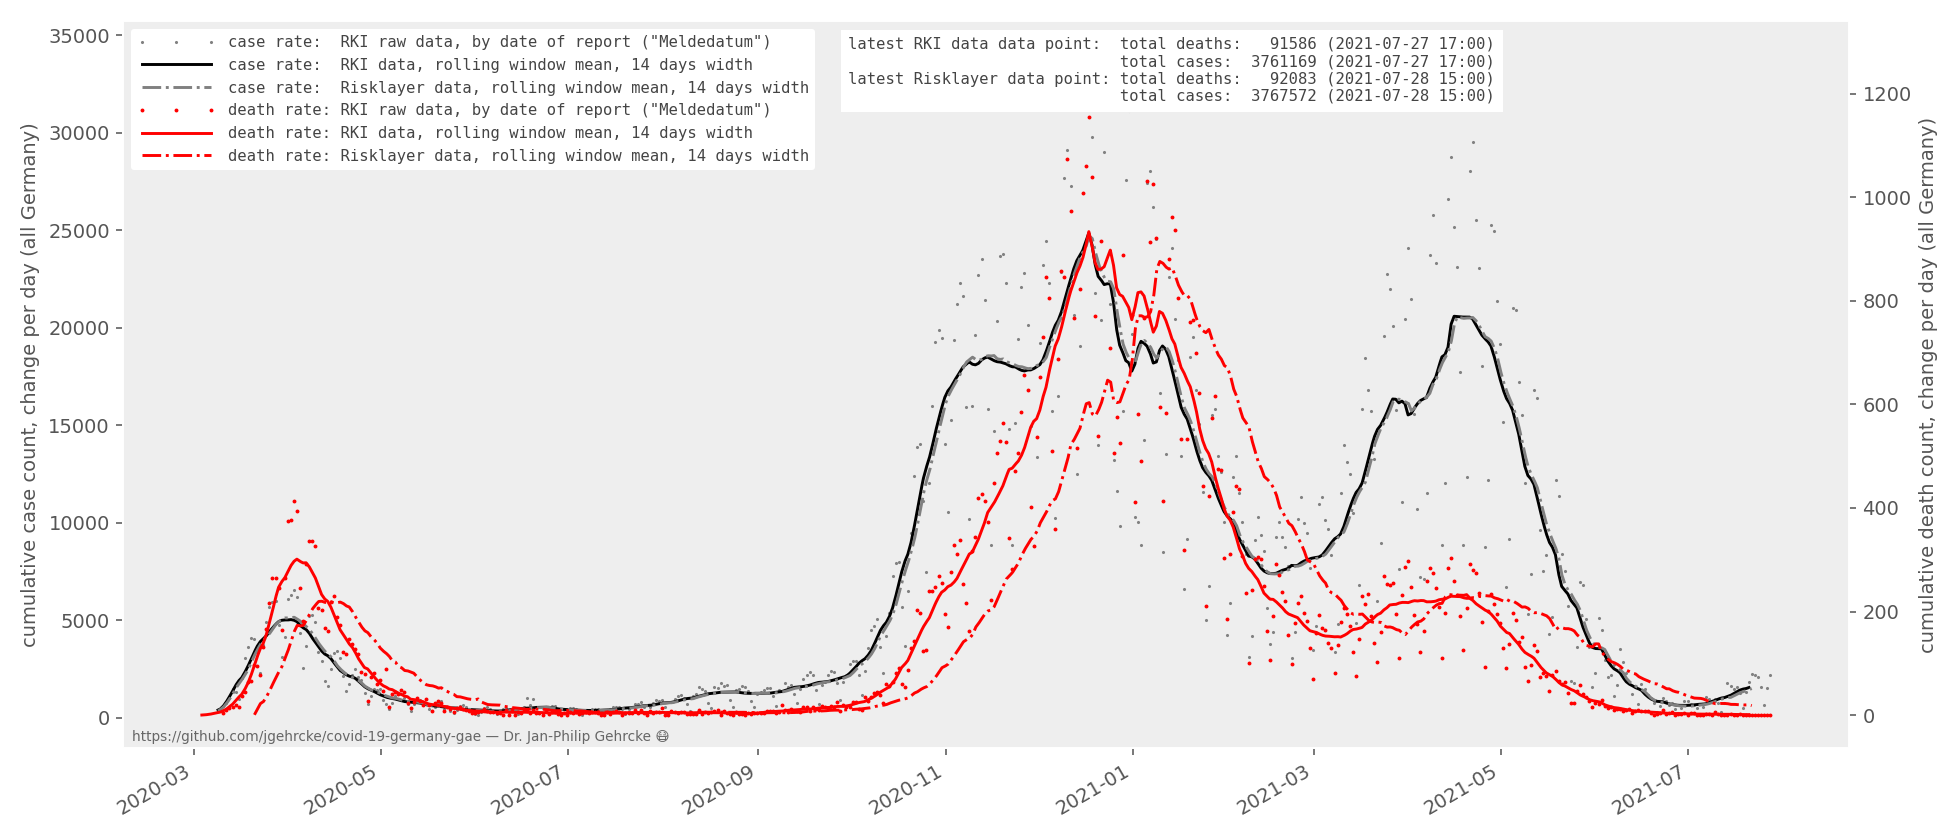 case rate:  RKI raw data, by date of report ("Meldedatum")
case rate:  RKI data, rolling window mean, 14 days width
case rate:  Risklayer data, rolling window mean, 14 days width
death rate: RKI raw data, by date of report ("Meldedatum")
death rate: RKI data, rolling window mean, 14 days width
death rate: Risklayer data, rolling window mean, 14 days width
latest RKI data data point:  total deaths:   91586 (2021-07-27 17:00)
total cases:  3761169 (2021-07-27 17:00)
latest Risklayer data point: total deaths:   92083 (2021-07-28 15:00)
total cases:  3767572 (2021-07-28 15:00)
cumulative case count, change per day (all Germany)
35000
30000
25000
20000
15000
10000
5000
0
cumulative death count, change per day (all Germany)
1200
1000
800
600
400
200
0
https://github.com/jgehrcke/covid-19-germany-gae — Dr. Jan-Philip Gehrcke 😷
2020-03
2020-05
2020-07
2020-09
2020-11
2021-01
2021-03
2021-05
2021-07